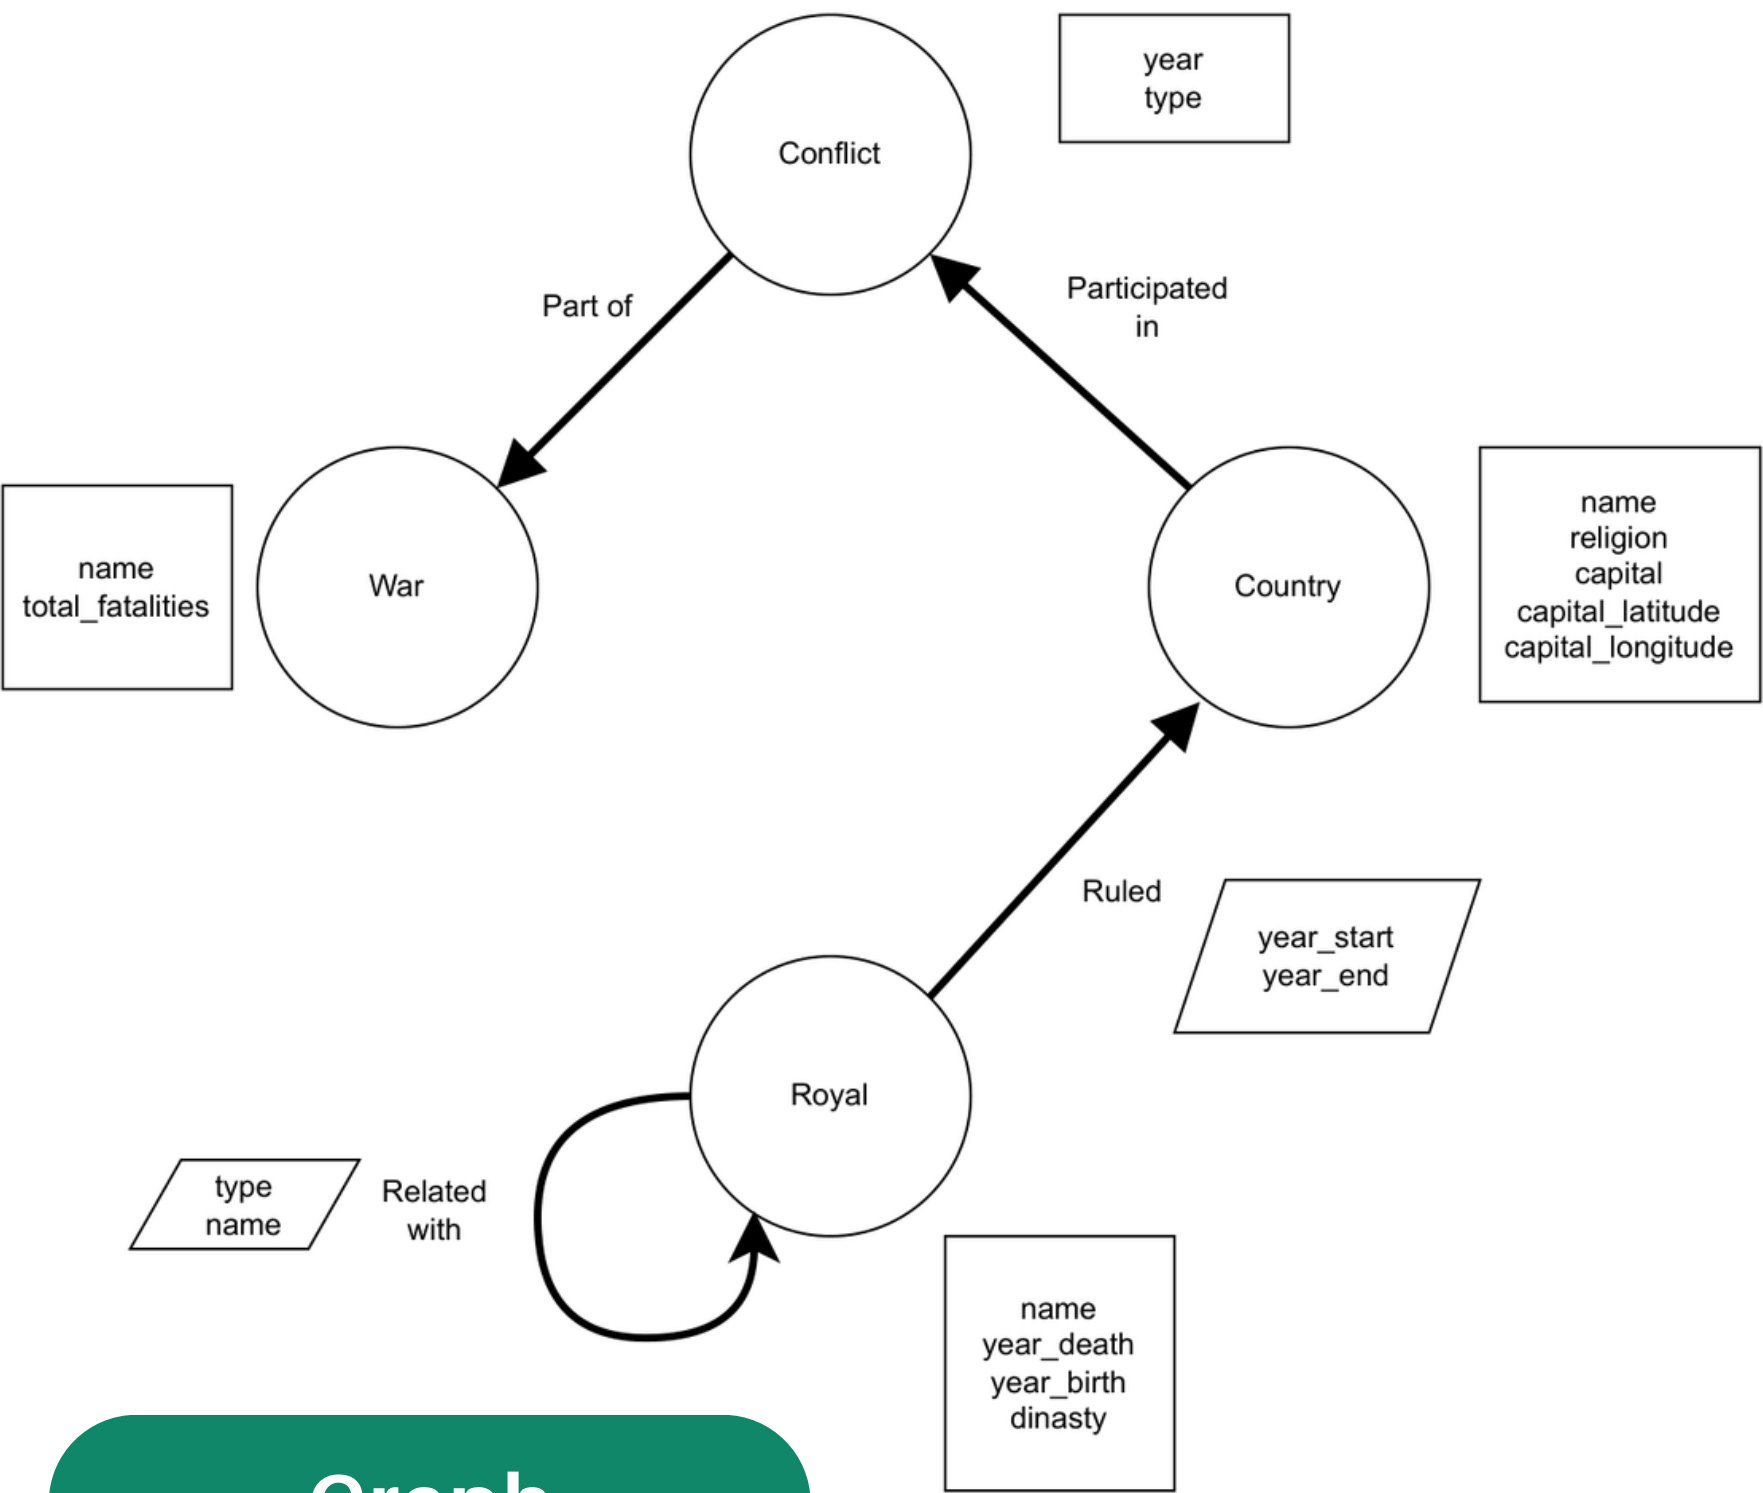 year
type
Conflict
Participated
in
Part of
name
religion
capital
capital_latitude
capital_longitude
name
total_fatalities
War
Country
Ruled
year_start
year_end
Royal
type
name
Related
with
name
year_death
year_birth
dinasty
Graph